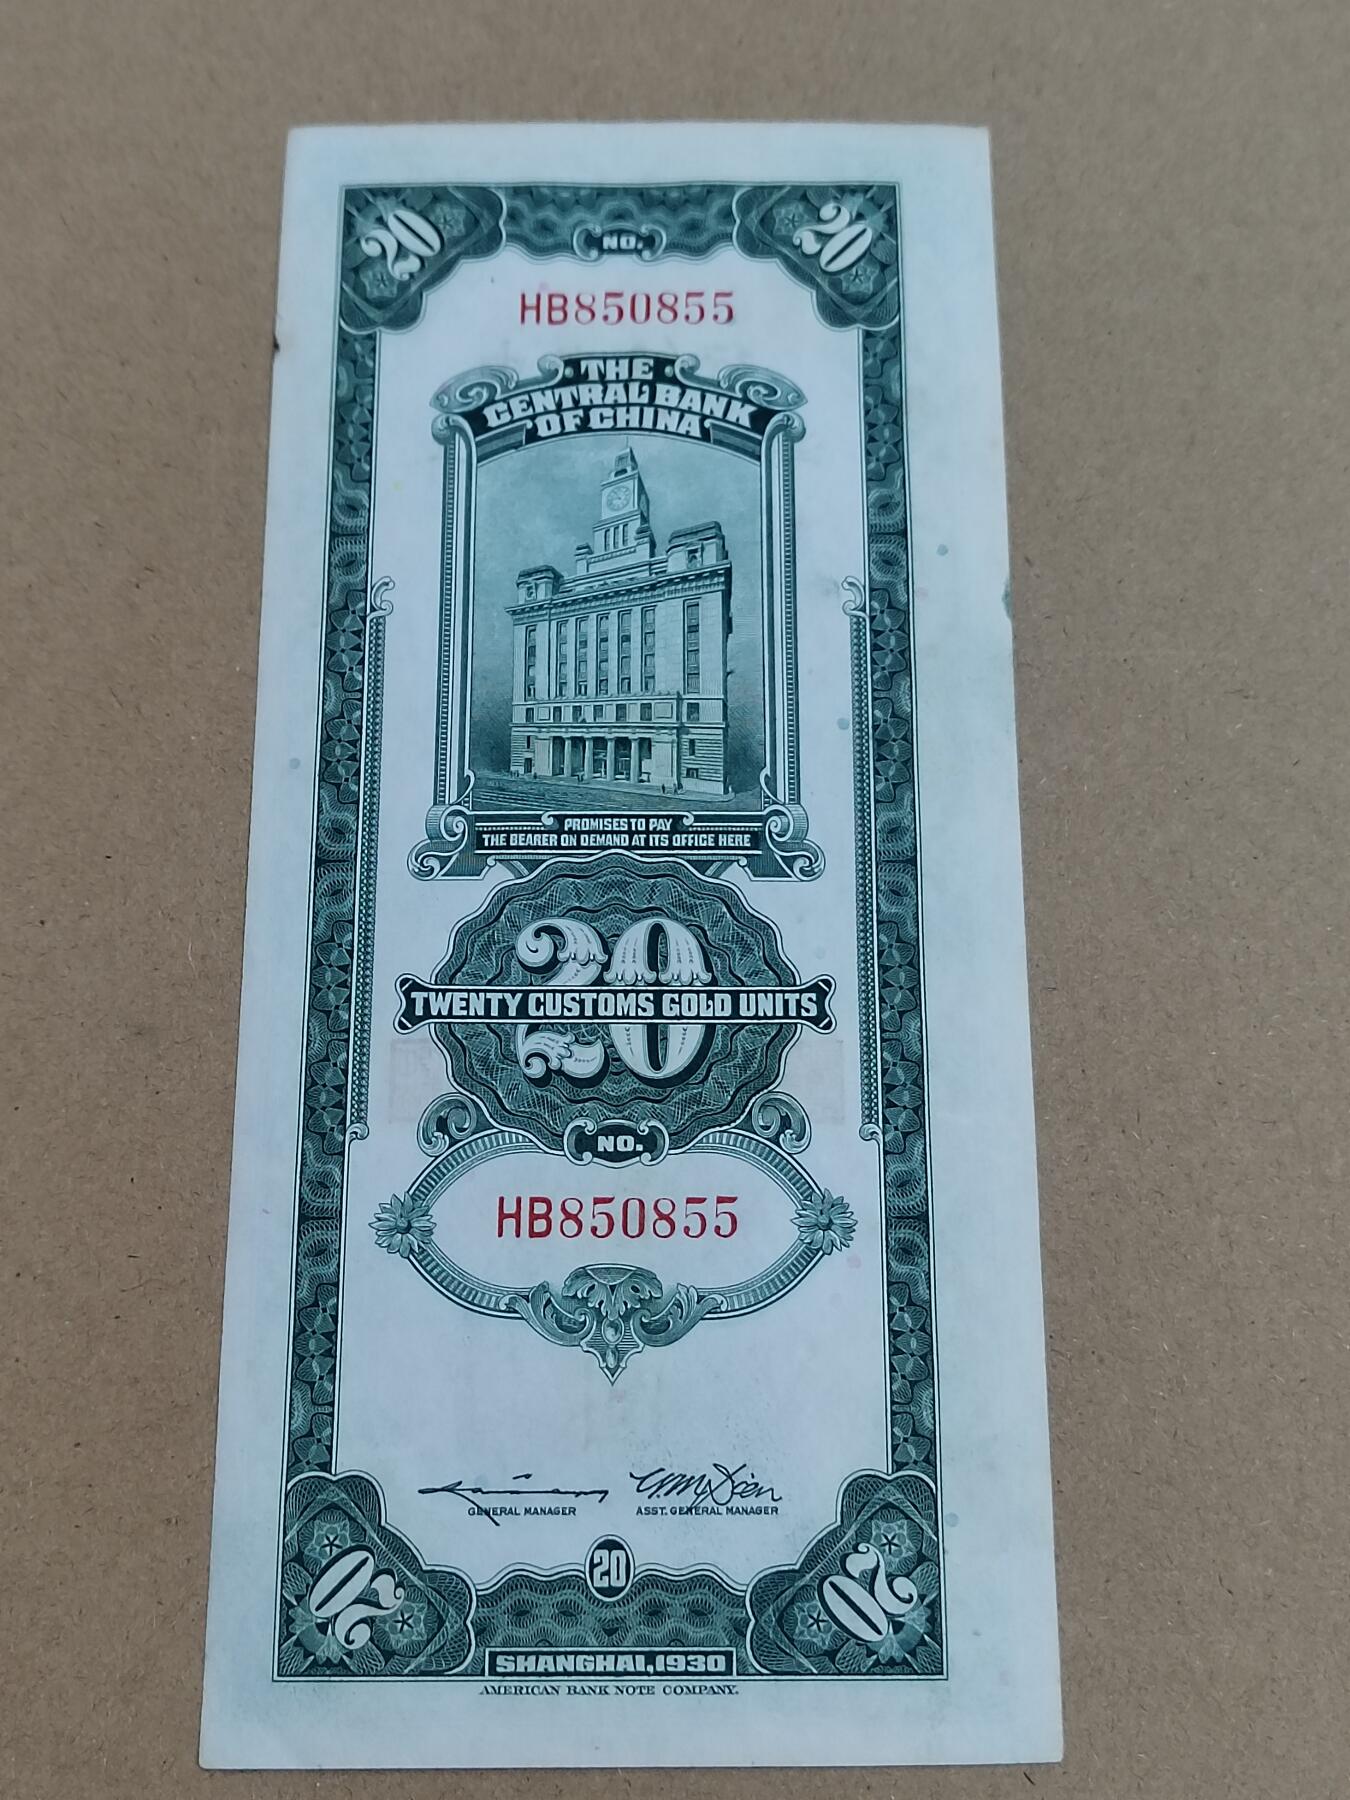 20
20
NO.
HB850855
THE
CENTRAL BANK
OF CHINA
PROMISES TO PAY
THE BEARER ON DEMAND AT ITS OFFICE HERE
20
TWENTY CUSTOMS GOLD UNITS
NO.
HB850855
GENERAL MANAGER
ASST. GENERAL MANAGER
20
20
20
SHANGHAI, 1930
AMERICAN BANK NOTE COMPANY.